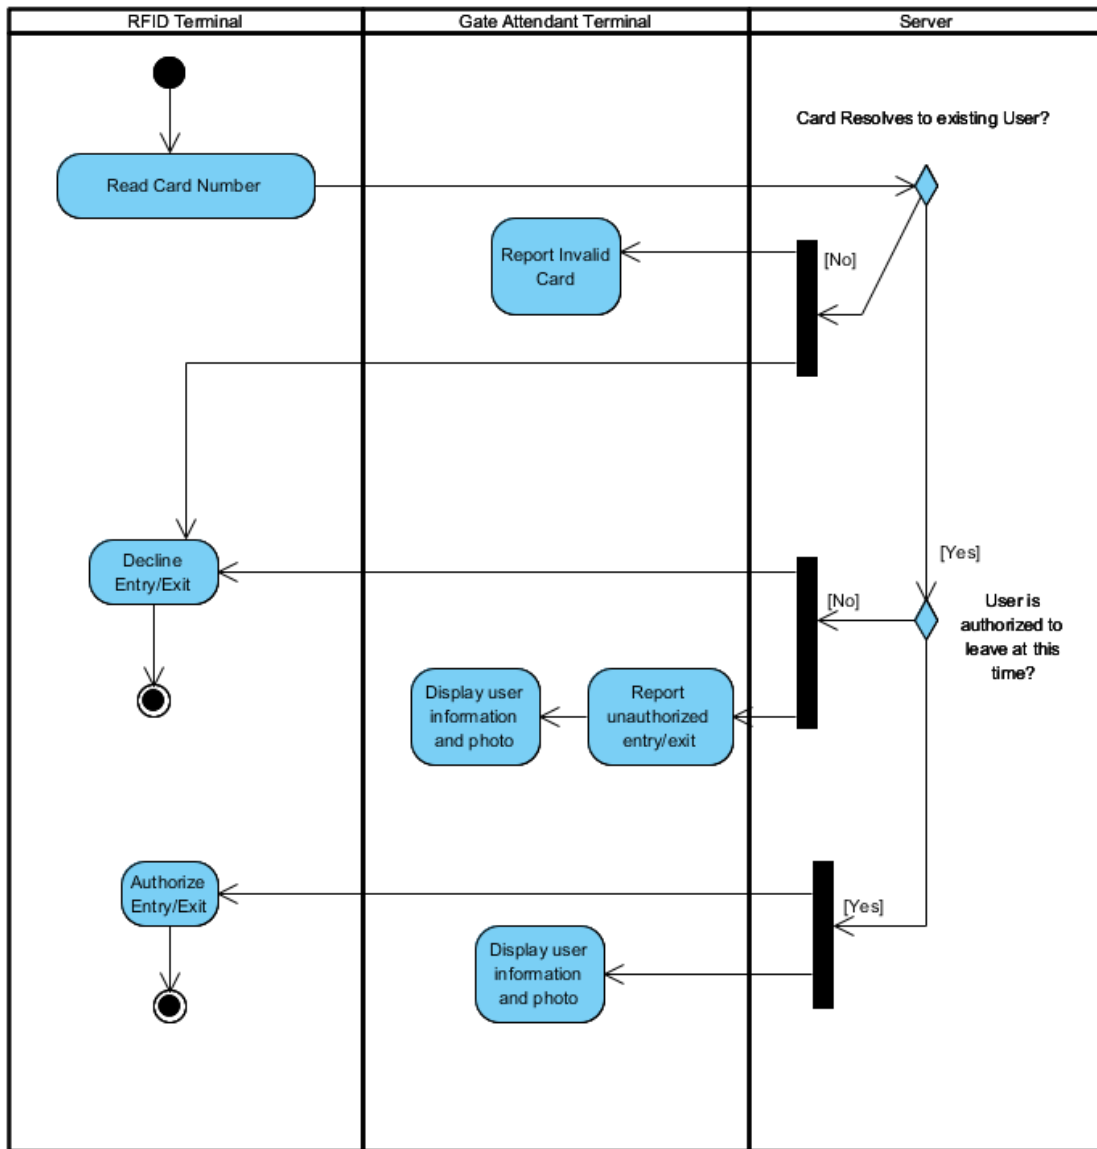 RFID Terminal
Gate Attendant Terminal
Server
Card Resolves to existing User?
Read Card Number
Report Invalid
Card
[No]
Decline
Entry/Exit
[Yes]
[No]
User is
authorized to
leave at this
time?
Display user
information
and photo
Report
unauthorized
entry/exit
Authorize
Entry/Exit
[Yes]
Display user
information
and photo